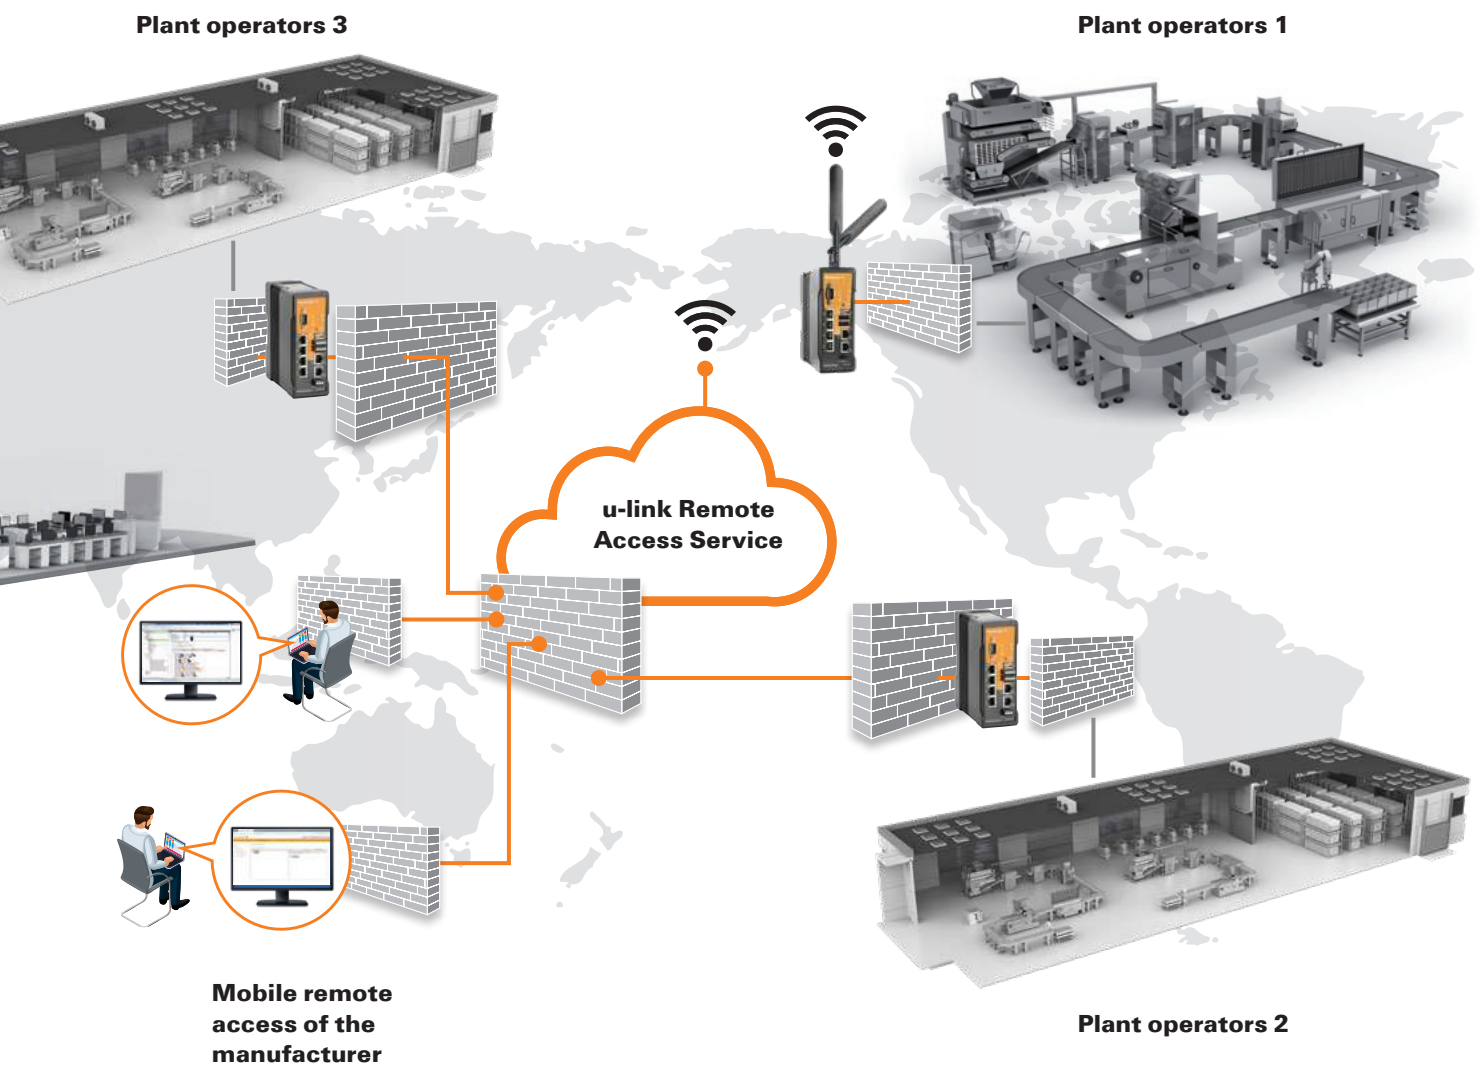 Plant operators 3
Plant operators 1
u-link Remote
Access Service
Mobile remote
access of the
manufacturer
Plant operators 2